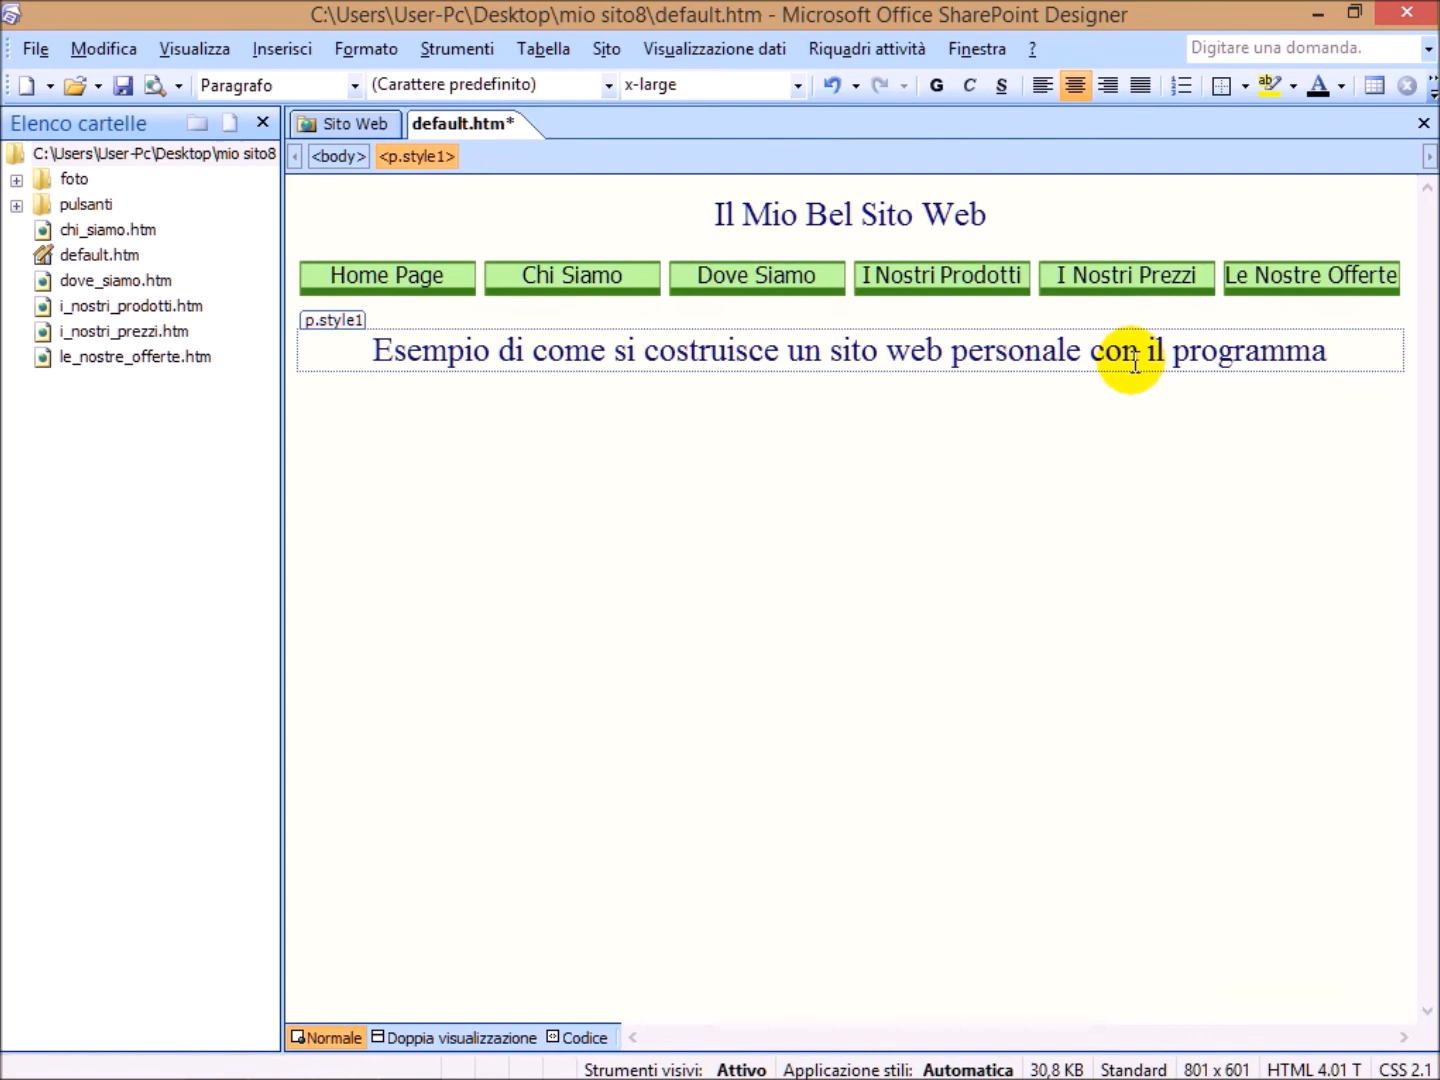 C:\Users\User-Pc\Desktop\mio sito8\default.htm - Microsoft Office SharePoint Designer
File Modifica Visualizza Inserisci Formato Strumenti Tabella Sito Visualizzazione dati Riquadri attività Finestra ? Digitare una domanda.
Paragrafo (Carattere predefinito) x-large G C S A
Elenco cartelle
Sito Web default.htm*
C:\Users\User-Pc\Desktop\mio sito8
<body> <p.style1>
foto
pulsanti
chi_siamo.htm
default.htm
dove_siamo.htm
i_nostri_prodotti.htm
i_nostri_prezzi.htm
le_nostre_offerte.htm
Il Mio Bel Sito Web
Home Page Chi Siamo Dove Siamo I Nostri Prodotti I Nostri Prezzi Le Nostre Offerte
p.style1
Esempio di come si costruisce un sito web personale con il programma
Normale Doppia visualizzazione Codice
Strumenti visivi: Attivo Applicazione stili: Automatica 30,8 KB Standard 801 x 601 HTML 4.01 T CSS 2.1